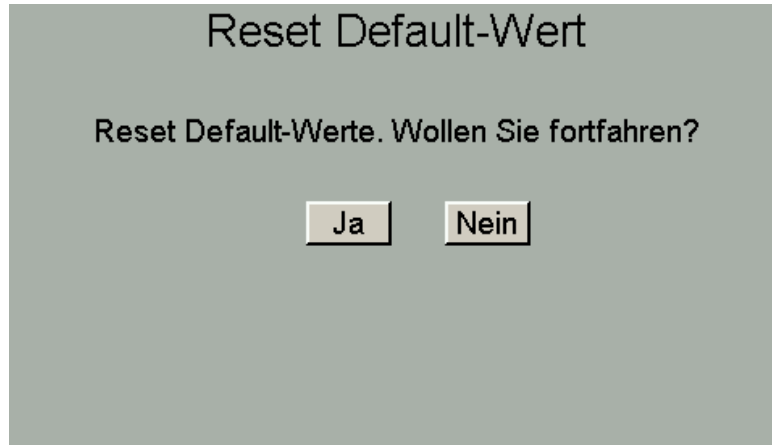 Reset Default-Wert
Reset Default-Werte. Wollen Sie fortfahren?
Ja Nein